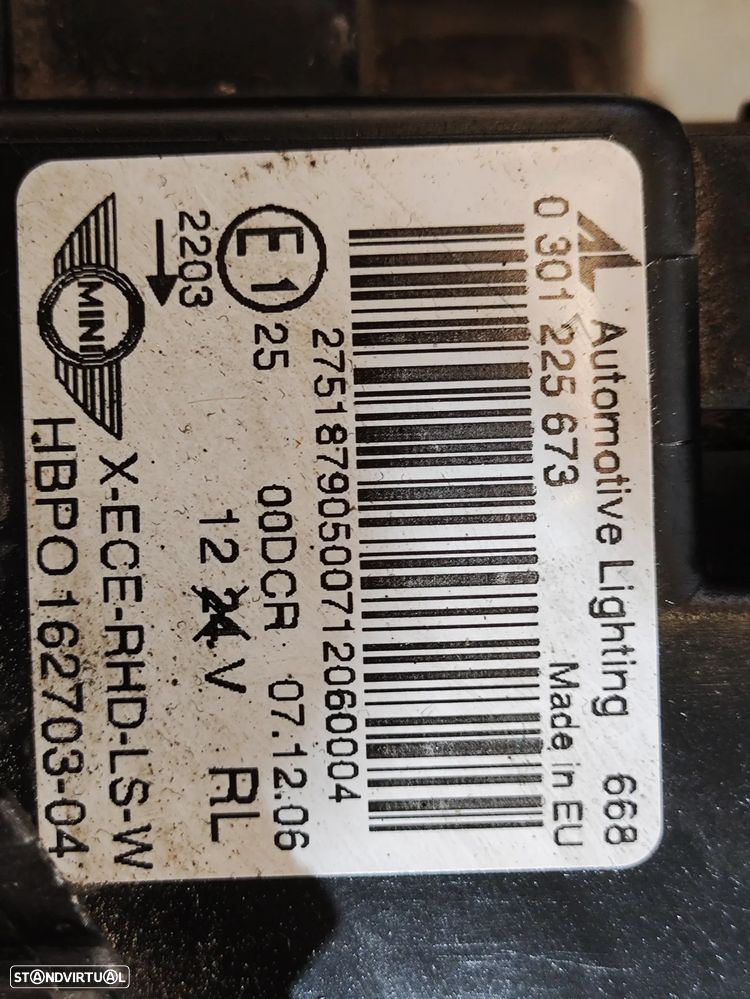 AL Automotive Lighting 668
0 301 225 673 Made in EU
27518790500712060004
E1 25 00DCR 07.12.06
2203 12 24 V RL
MINI X-ECE-RHD-LS-W
HBPO 162703-04
STANDVIRTUAL